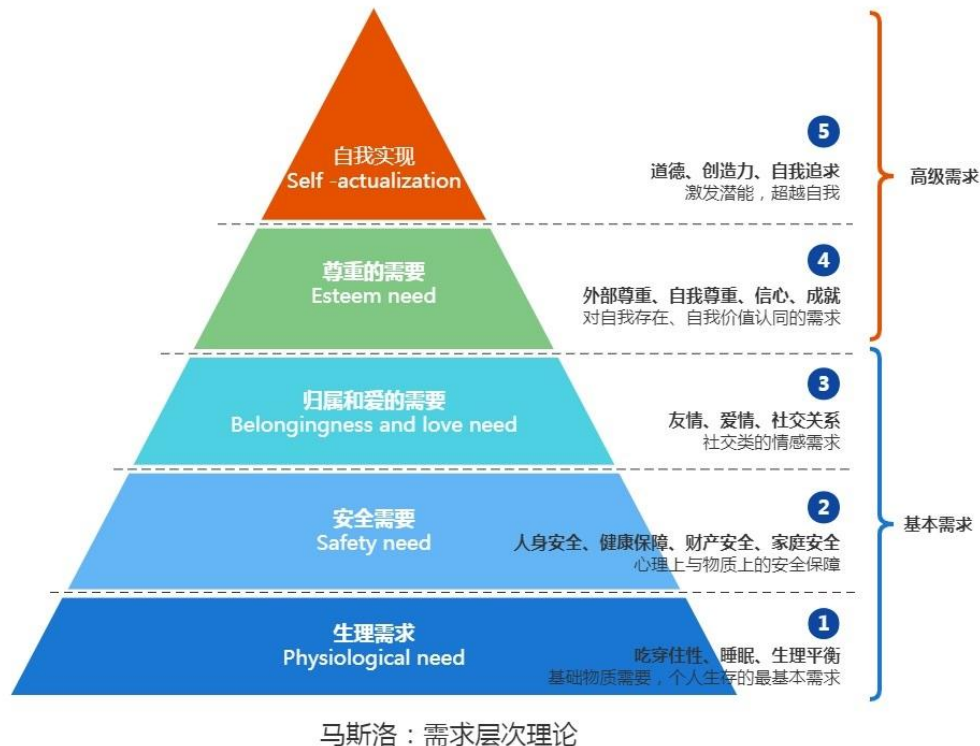 自我实现
Self -actualization
5
道德、创造力、自我追求
激发潜能，超越自我
高级需求
尊重的需要
Esteem need
4
外部尊重、自我尊重、信心、成就
对自我存在、自我价值认同的需求
归属和爱的需要
Belongingness and love need
3
友情、爱情、社交关系
社交类的情感需求
基本需求
安全需要
Safety need
2
人身安全、健康保障、财产安全、家庭安全
心理上与物质上的安全保障
生理需求
Physiological need
1
吃穿住性、睡眠、生理平衡
基础物质需要，个人生存的最基本需求
马斯洛：需求层次理论